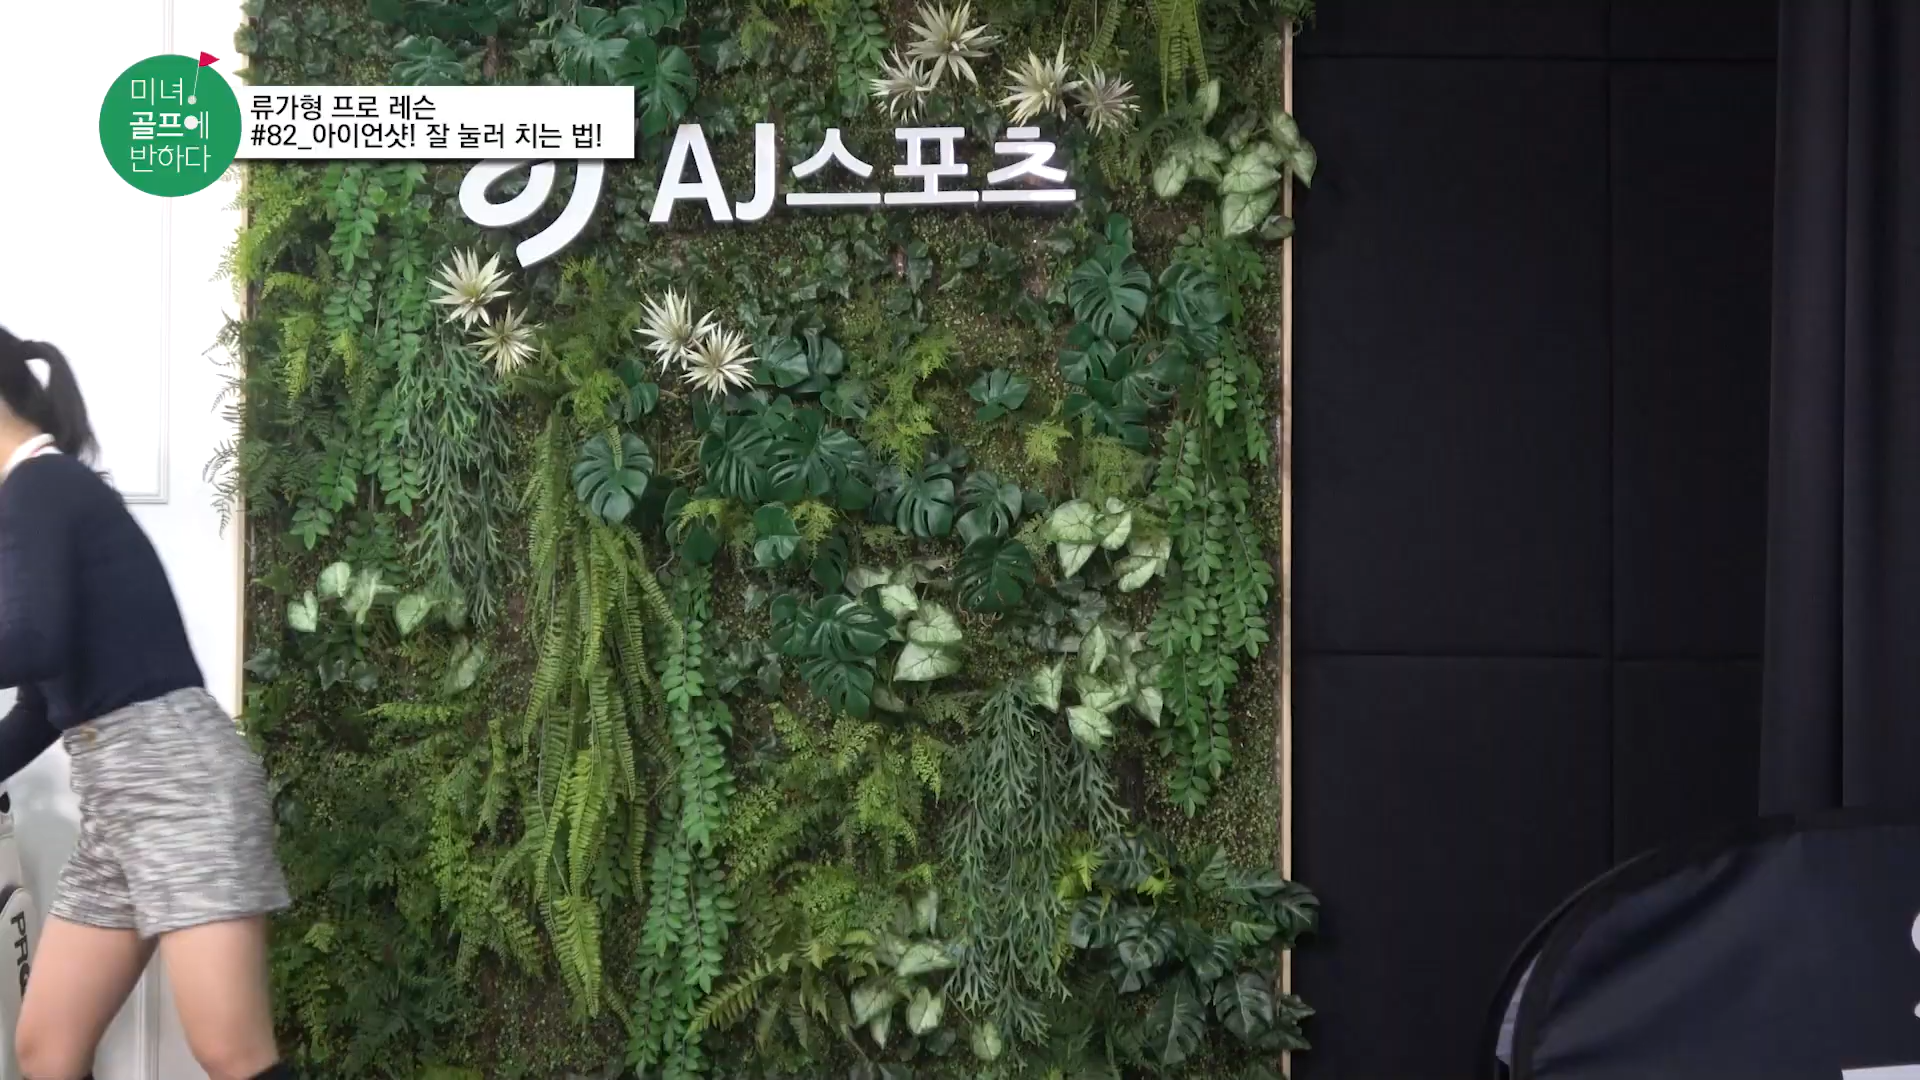 미녀,
골프에
반하다
류가형 프로 레슨
#82_아이언샷! 잘 눌러 치는 법!
AJ스포츠